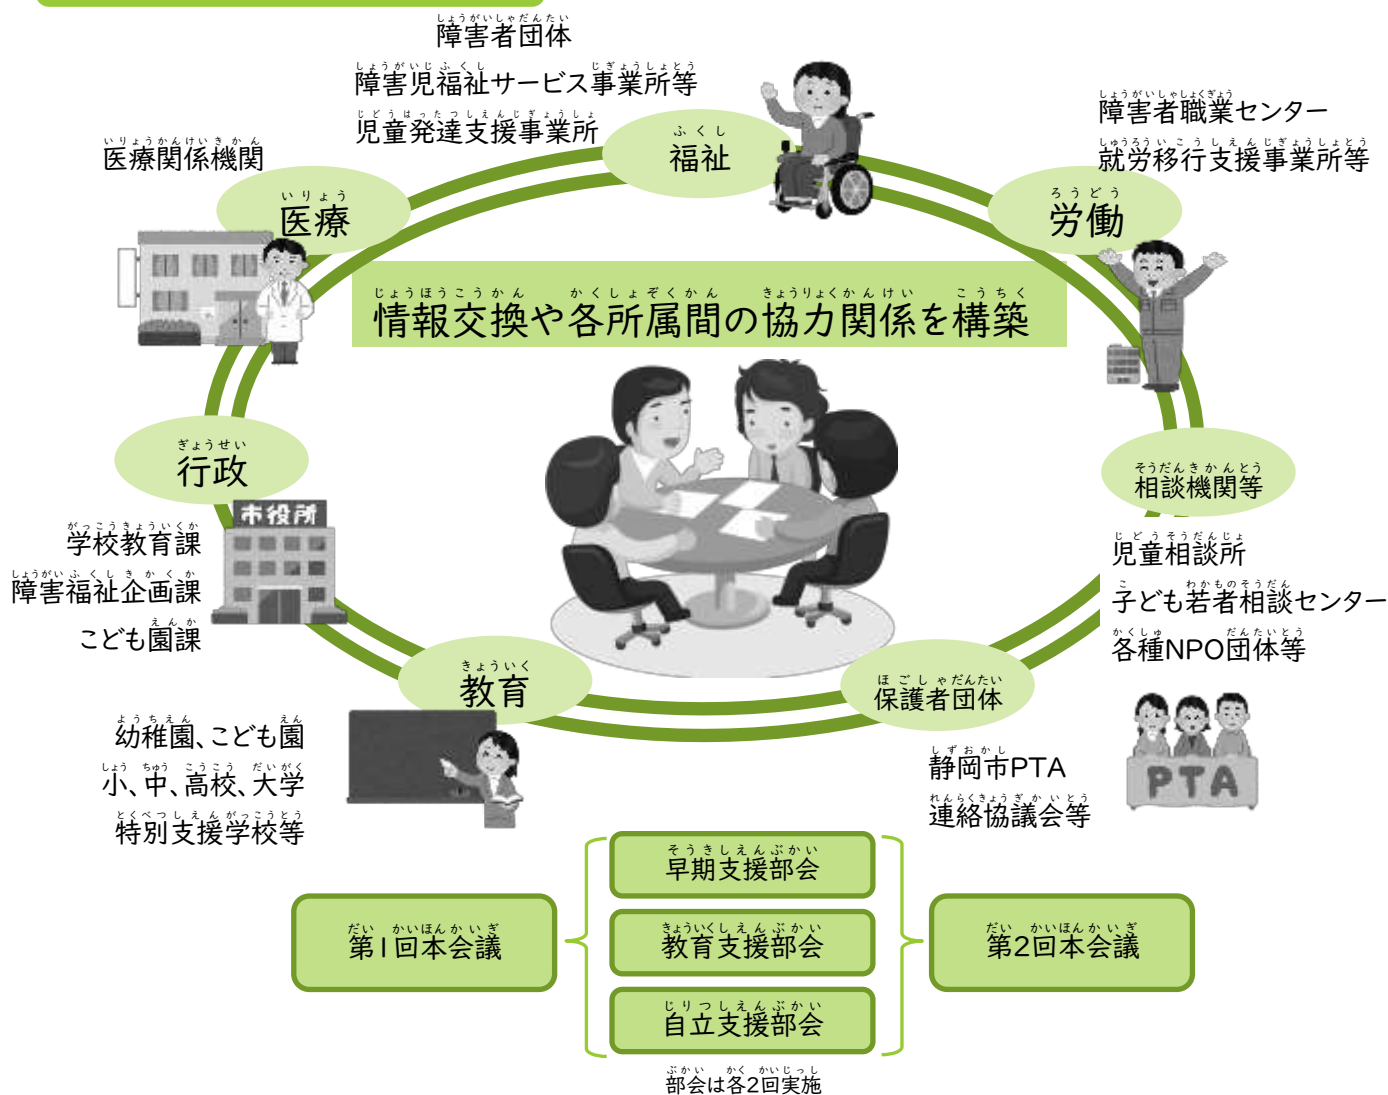 障害者団体
障害児福祉サービス事業所等
児童発達支援事業所
福祉
障害者職業センター
就労移行支援事業所等
労働
医療関係機関
医療
情報交換や各所属間の協力関係を構築
行政
市役所
学校教育課
障害福祉企画課
こども園課
相談機関等
児童相談所
子ども若者相談センター
各種NPO団体等
教育
幼稚園、こども園
小、中、高校、大学
特別支援学校等
保護者団体
静岡市PTA
連絡協議会等
PTA
第1回本会議
早期支援部会
教育支援部会
自立支援部会
第2回本会議
部会は各2回実施